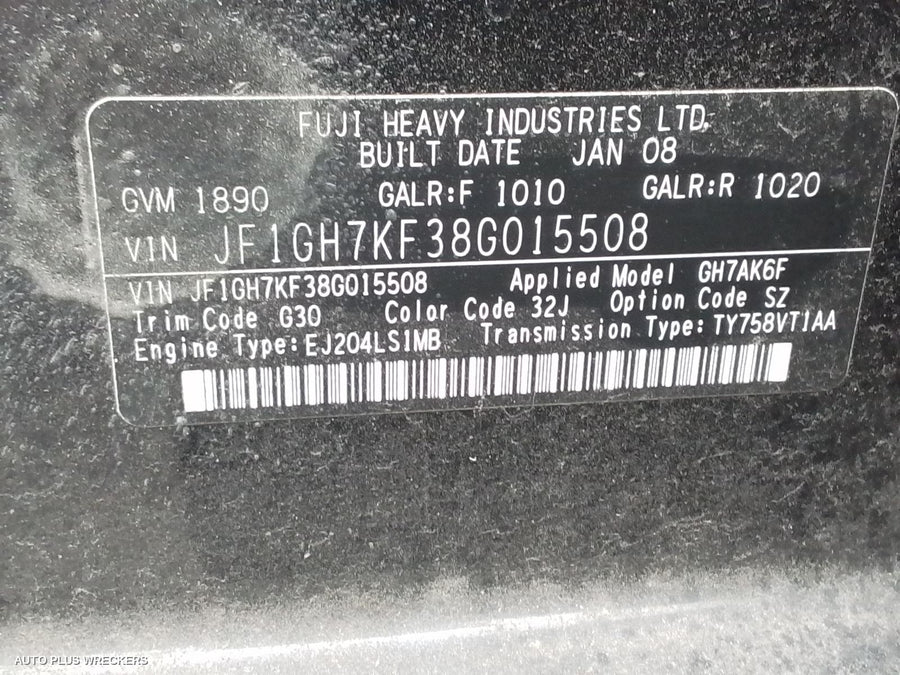 FUJI HEAVY INDUSTRIES LTD.
BUILT DATE JAN 08
GVM 1890 GALR:F 1010 GALR:R 1020
VIN JF1GH7KF38G015508
VIN JF1GH7KF38G015508 Applied Model GH7AK6F
Trim Code G30 Color Code 32J Option Code SZ
Engine Type:EJ204LS1MB Transmission Type:TY758VT1AA
AUTO PLUS WRECKERS